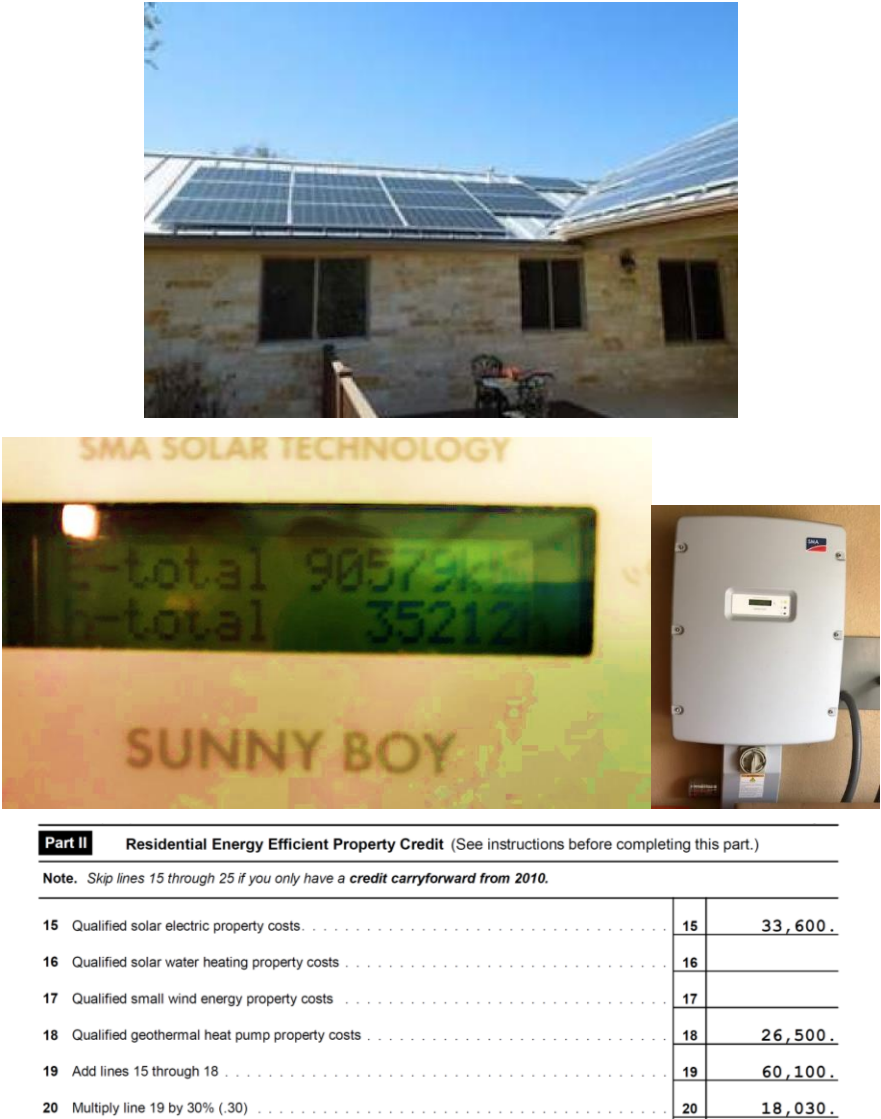 SMA SOLAR TECHNOLOGY
E-total 90579kWh
h-total 35212h
SUNNY BOY
SMA
Part II Residential Energy Efficient Property Credit (See instructions before completing this part.)
Note. Skip lines 15 through 25 if you only have a credit carryforward from 2010.
15 Qualified solar electric property costs. 15 33,600.
16 Qualified solar water heating property costs 16
17 Qualified small wind energy property costs 17
18 Qualified geothermal heat pump property costs 18 26,500.
19 Add lines 15 through 18 19 60,100.
20 Multiply line 19 by 30% (.30) 20 18,030.